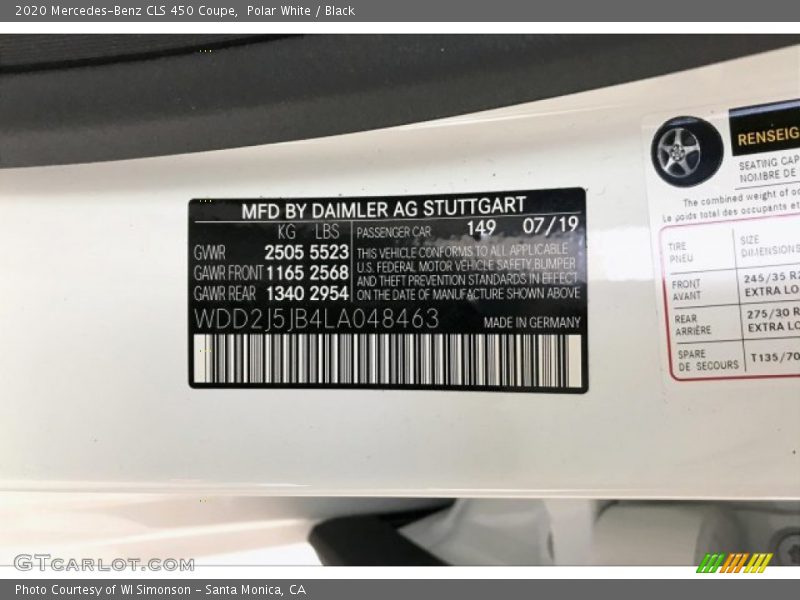 2020 Mercedes-Benz CLS 450 Coupe, Polar White / Black
MFD BY DAIMLER AG STUTTGART
KG LBS PASSENGER CAR 149 07/19
GVWR 2505 5523
GAWR FRONT 1165 2568
GAWR REAR 1340 2954
THIS VEHICLE CONFORMS TO ALL APPLICABLE
U.S. FEDERAL MOTOR VEHICLE SAFETY, BUMPER
AND THEFT PREVENTION STANDARDS IN EFFECT
ON THE DATE OF MANUFACTURE SHOWN ABOVE
WDD2J5JB4LA048463 MADE IN GERMANY
RENSEIG
SEATING CAP
NOMBRE DE
The combined weight of oc
Le poids total des occupants et
TIRE SIZE
PNEU DIMENSIONS
FRONT 245/35 R2
AVANT EXTRA LO
REAR 275/30 R
ARRIÈRE EXTRA LO
SPARE T135/70
DE SECOURS
GTCARLOT.COM
Photo Courtesy of WI Simonson - Santa Monica, CA